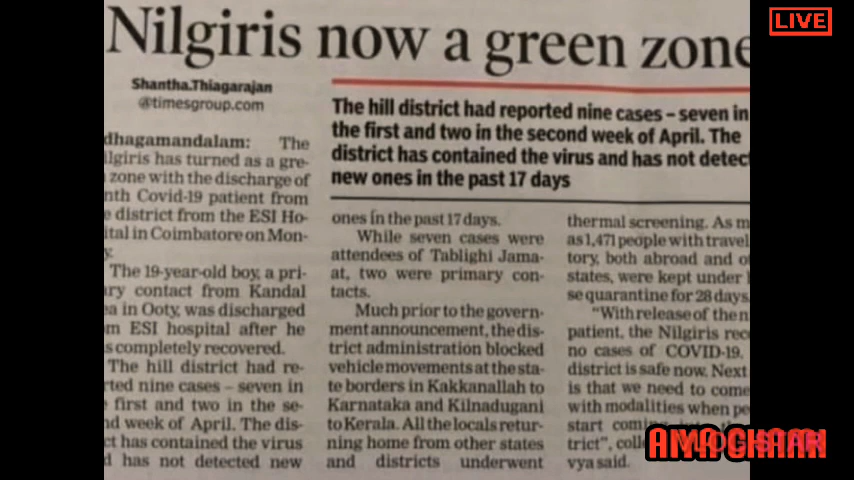 LIVE
Nilgiris now a green zone
Shantha.Thiagarajan
@timesgroup.com
dhagamandalam: The
lgiris has turned as a gre-
zone with the discharge of
nth Covid-19 patient from
e district from the ESI Ho-
ital in Coimbatore on Mon-
y.
The 19-year-old boy, a pri-
ry contact from Kandal
ea in Ooty, was discharged
m ESI hospital after he
s completely recovered.
The hill district had re-
rted nine cases – seven in
first and two in the se-
nd week of April. The dis-
ct has contained the virus
d has not detected new
The hill district had reported nine cases – seven in
the first and two in the second week of April. The
district has contained the virus and has not detec
new ones in the past 17 days
ones in the past 17 days.
While seven cases were
attendees of Tablighi Jama-
at, two were primary con-
tacts.
Much prior to the govern-
ment announcement, the dis-
trict administration blocked
vehicle movements at the sta-
te borders in Kakkanallah to
Karnataka and Kilnadugani
to Kerala. All the locals retur-
ning home from other states
and districts underwent
thermal screening. As m
as 1,471 people with travel
tory, both abroad and o
states, were kept under
se quarantine for 28 days
"With release of the n
patient, the Nilgiris rec
no cases of COVID-19.
district is safe now. Next
is that we need to come
with modalities when pe
start com
trict", colle
vya said.